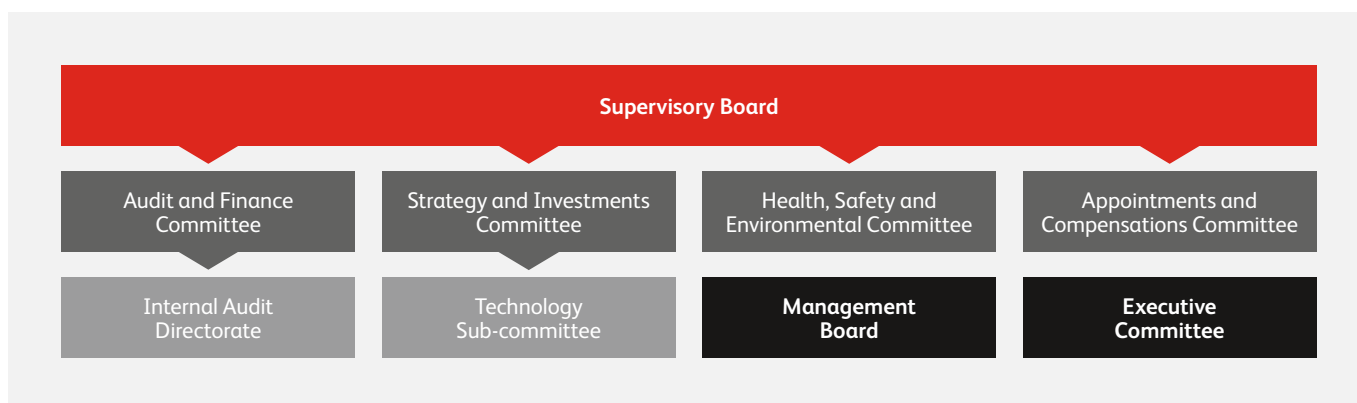 Supervisory Board
Audit and Finance
Committee
Strategy and Investments
Committee
Health, Safety and
Environmental Committee
Appointments and
Compensations Committee
Internal Audit
Directorate
Technology
Sub-committee
Management
Board
Executive
Committee